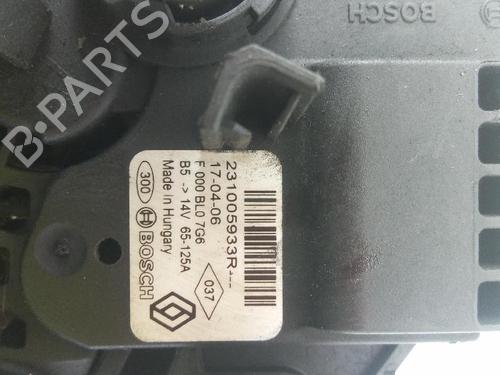 BOSCH
B-PARTS
231005933R---
17-04-06
F 000 BL0 7G6
B5 -> 14V 65-125A
Made in Hungary
300 BOSCH
037